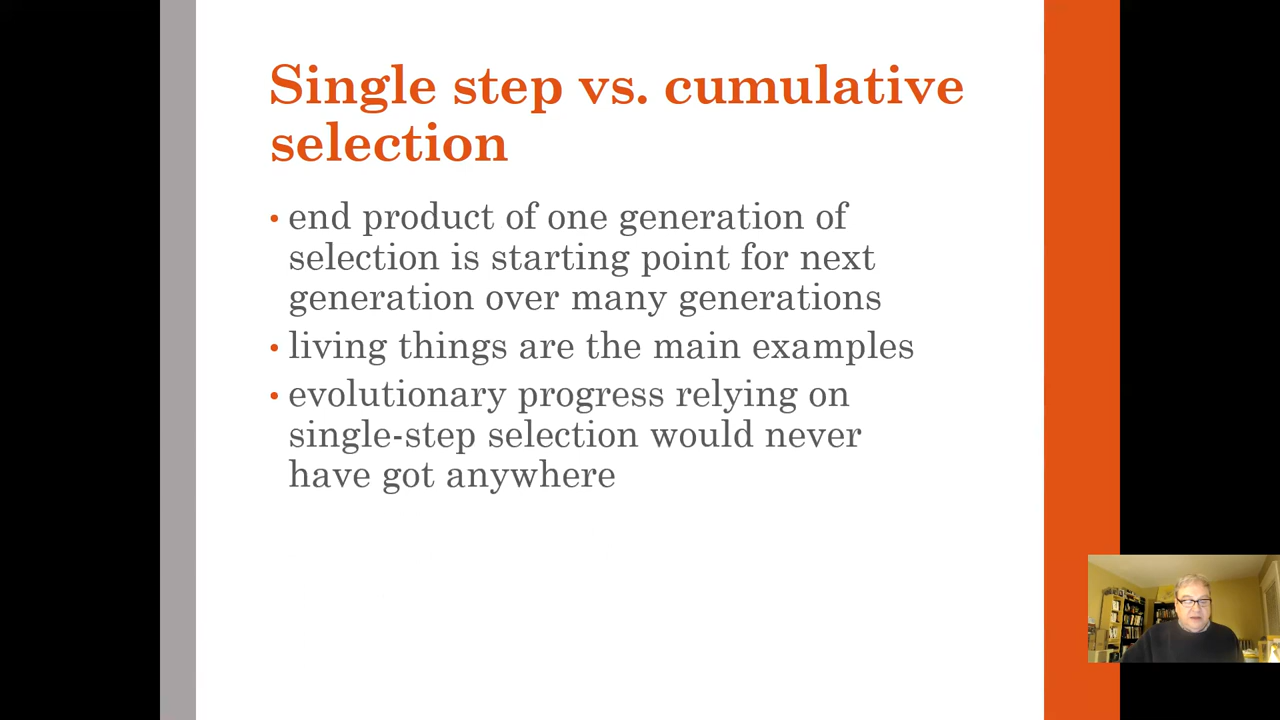 Single step vs. cumulative
selection
• end product of one generation of
selection is starting point for next
generation over many generations
• living things are the main examples
• evolutionary progress relying on
single-step selection would never
have got anywhere